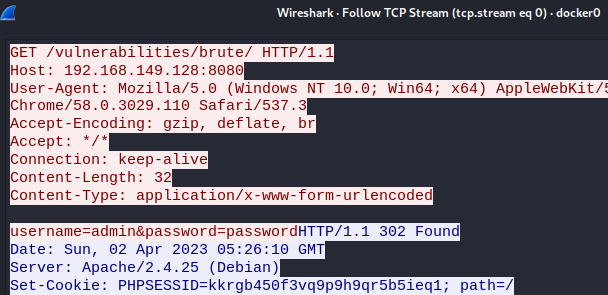 Wireshark · Follow TCP Stream (tcp.stream eq 0) · docker0
GET /vulnerabilities/brute/ HTTP/1.1
Host: 192.168.149.128:8080
User-Agent: Mozilla/5.0 (Windows NT 10.0; Win64; x64) AppleWebKit/5
Chrome/58.0.3029.110 Safari/537.3
Accept-Encoding: gzip, deflate, br
Accept: */*
Connection: keep-alive
Content-Length: 32
Content-Type: application/x-www-form-urlencoded
username=admin&password=passwordHTTP/1.1 302 Found
Date: Sun, 02 Apr 2023 05:26:10 GMT
Server: Apache/2.4.25 (Debian)
Set-Cookie: PHPSESSID=kkrgb450f3vq9p9h9qr5b5ieq1; path=/